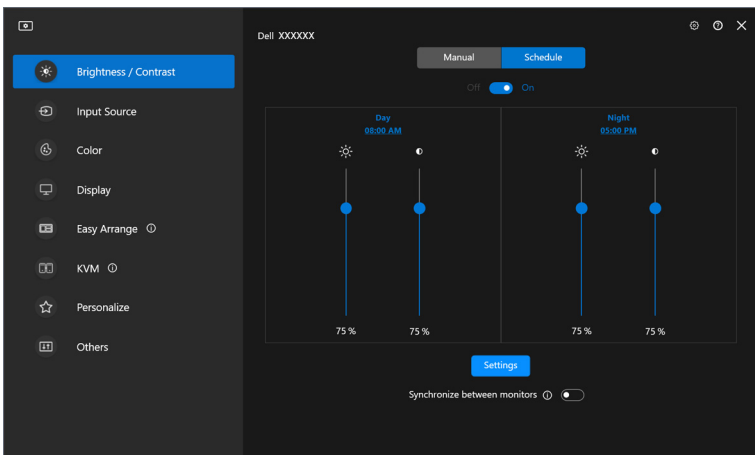 Dell XXXXXX
Brightness / Contrast
Input Source
Color
Display
Easy Arrange
KVM
Personalize
Others
Manual Schedule
Off On
Day
08:00 AM
Night
05:00 PM
75 % 75 %
75 % 75 %
Settings
Synchronize between monitors